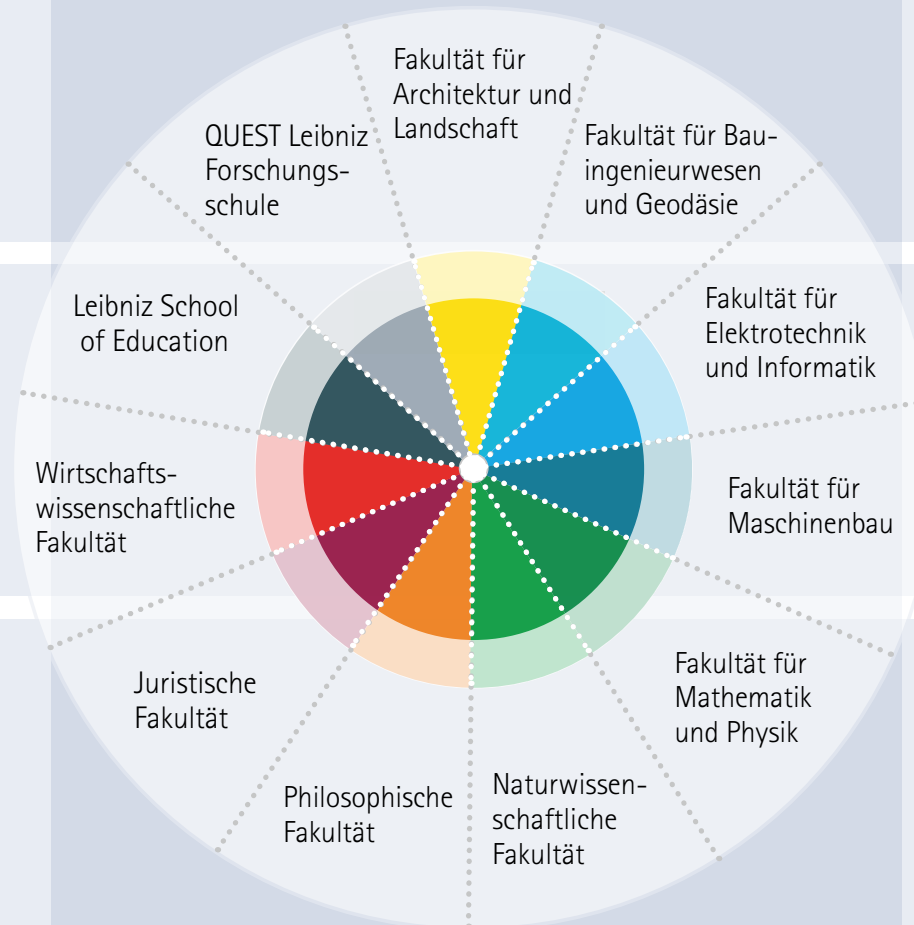 Fakultät für
Architektur und
Landschaft
Fakultät für Bau-
ingenieurwesen
und Geodäsie
Fakultät für
Elektrotechnik
und Informatik
Fakultät für
Maschinenbau
Fakultät für
Mathematik
und Physik
Naturwissen-
schaftliche
Fakultät
Philosophische
Fakultät
Juristische
Fakultät
Wirtschafts-
wissenschaftliche
Fakultät
Leibniz School
of Education
QUEST Leibniz
Forschungs-
schule